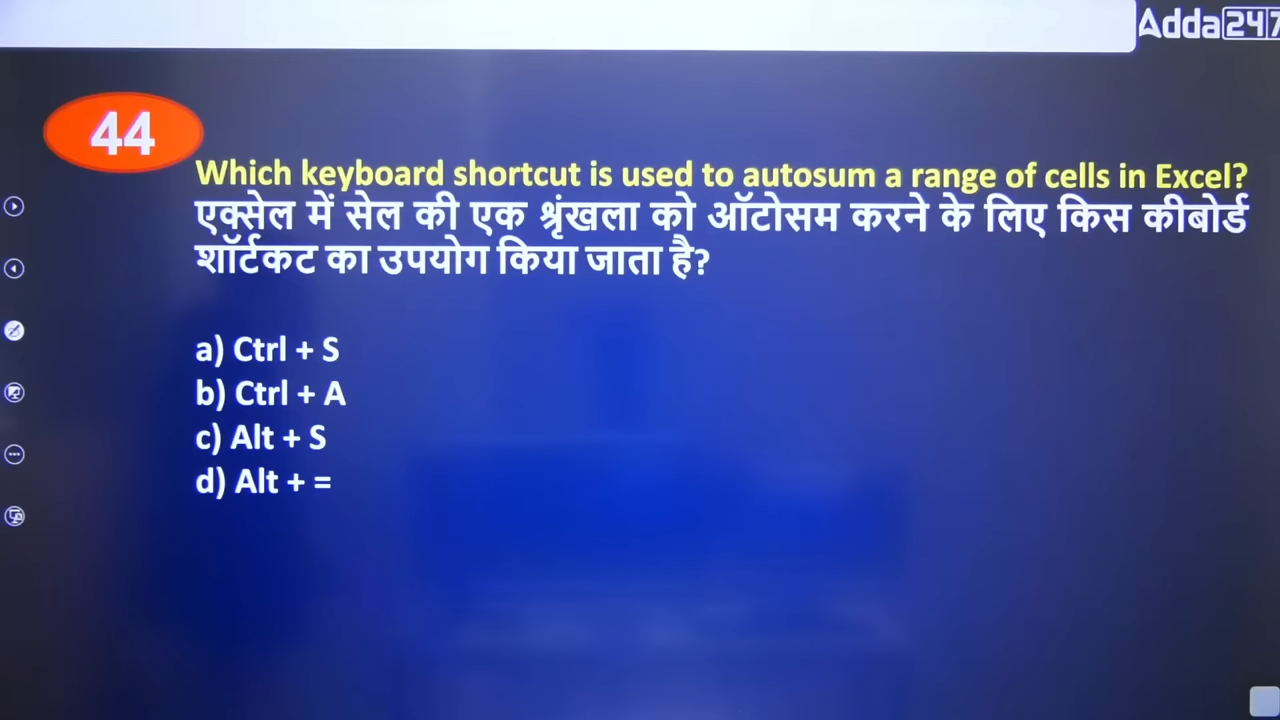 Adda247
44
Which keyboard shortcut is used to autosum a range of cells in Excel?
एक्सेल में सेल की एक श्रृंखला को ऑटोसम करने के लिए किस कीबोर्ड
शॉर्टकट का उपयोग किया जाता है?
a) Ctrl + S
b) Ctrl + A
c) Alt + S
d) Alt + =